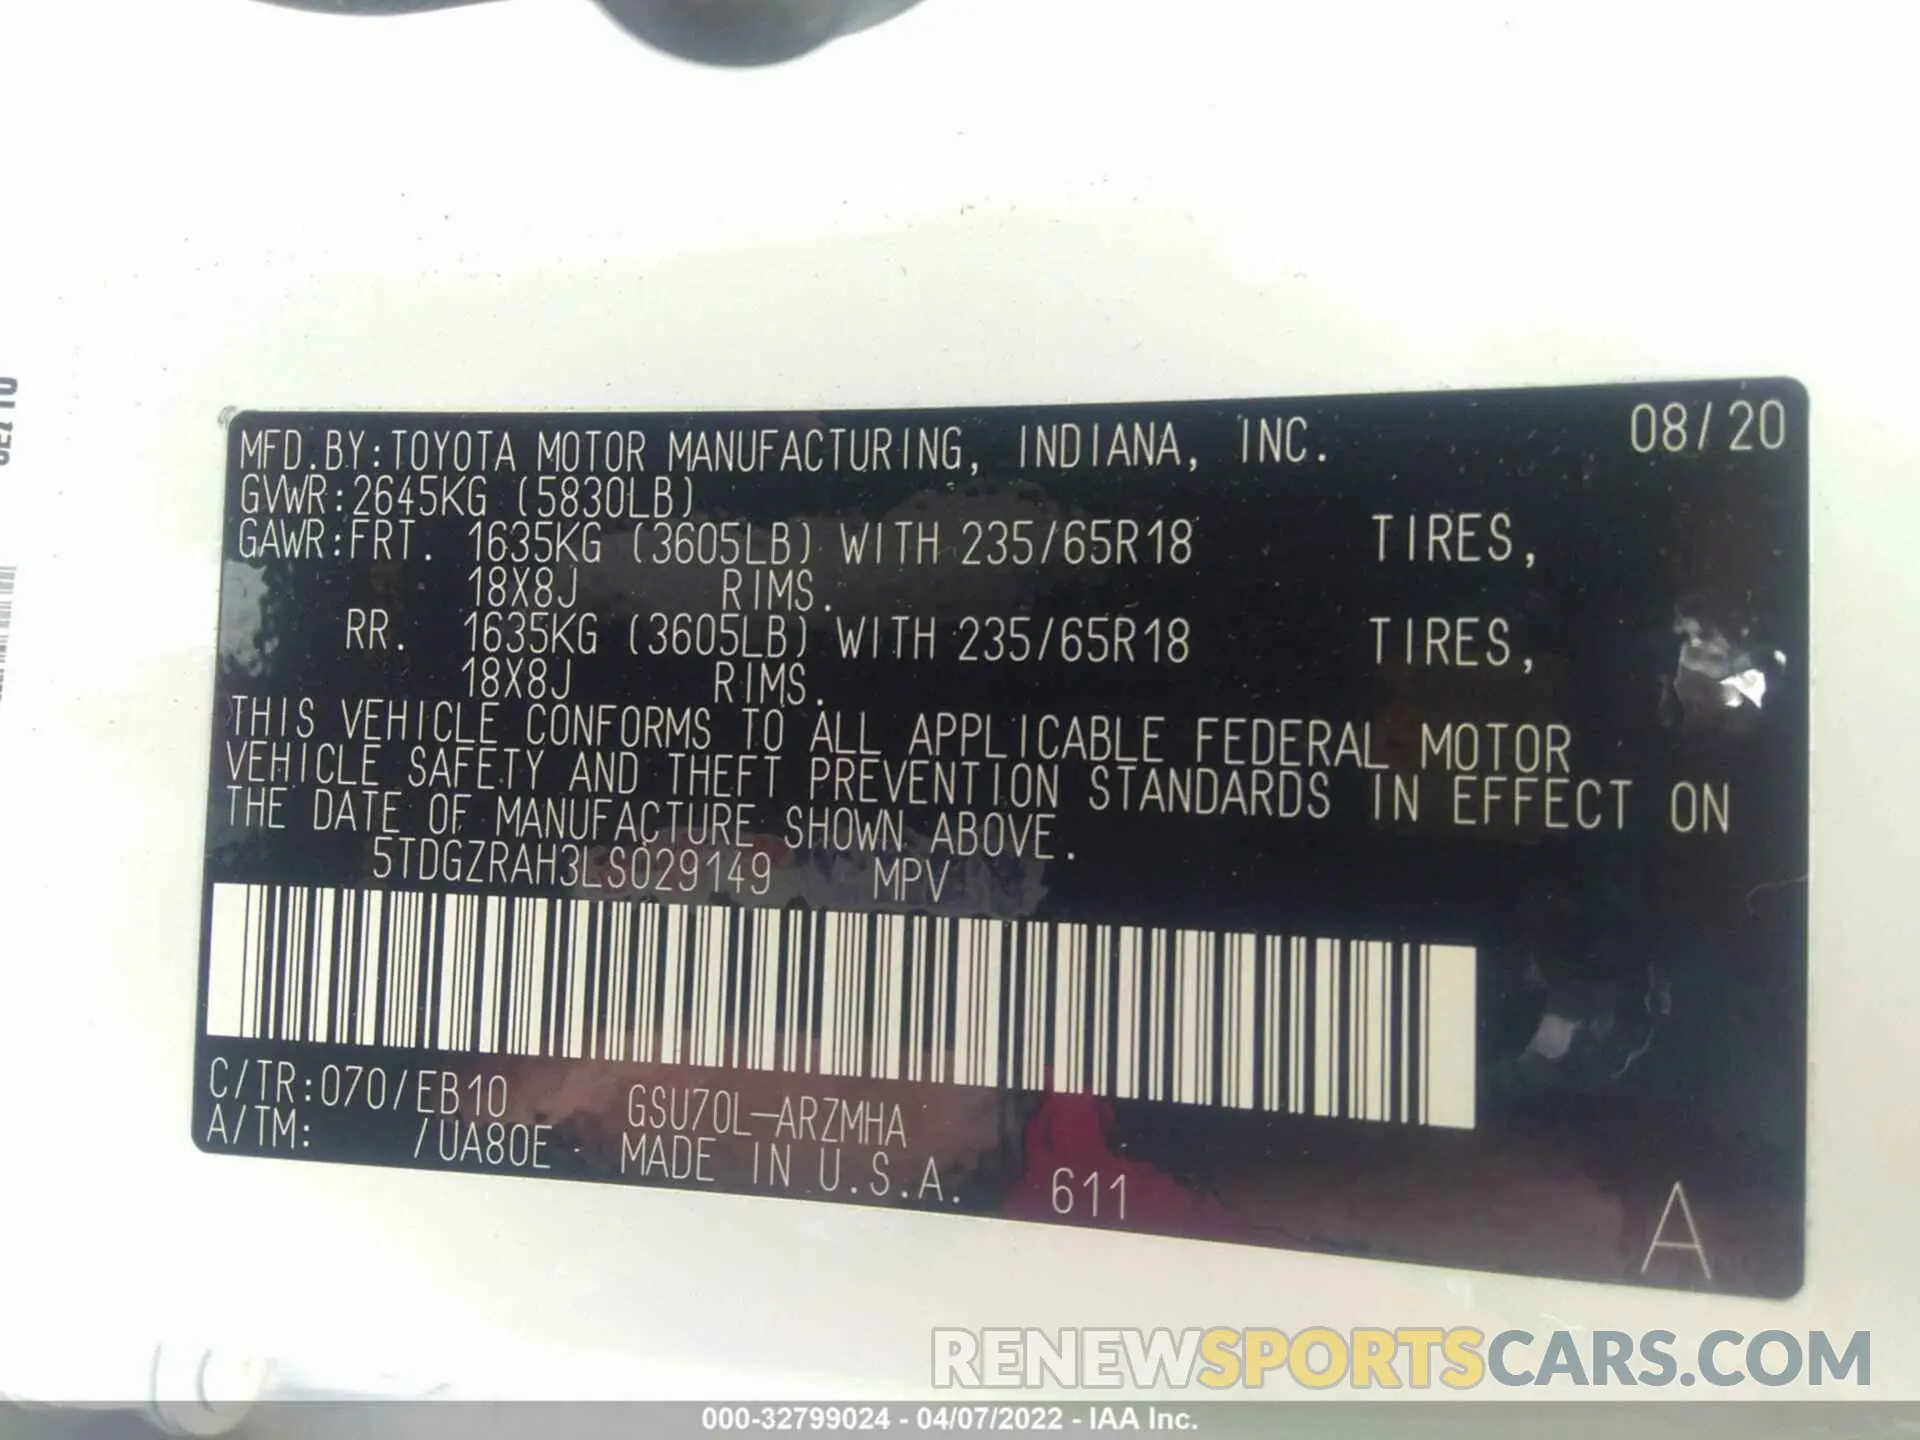 MFD.BY:TOYOTA MOTOR MANUFACTURING, INDIANA, INC. 08/20
GVWR:2645KG (5830LB)
GAWR:FRT. 1635KG (3605LB) WITH 235/65R18 TIRES,
18X8J RIMS.
RR. 1635KG (3605LB) WITH 235/65R18 TIRES,
18X8J RIMS.
THIS VEHICLE CONFORMS TO ALL APPLICABLE FEDERAL MOTOR
VEHICLE SAFETY AND THEFT PREVENTION STANDARDS IN EFFECT ON
THE DATE OF MANUFACTURE SHOWN ABOVE.
5TDGZRAH3LS029149 MPV
C/TR:070/EB10 GSU70L-ARZMHA
A/TM: /UA80E MADE IN U.S.A. 611
A
RENEWSPORTSCARS.COM
000-32799024 - 04/07/2022 - IAA Inc.